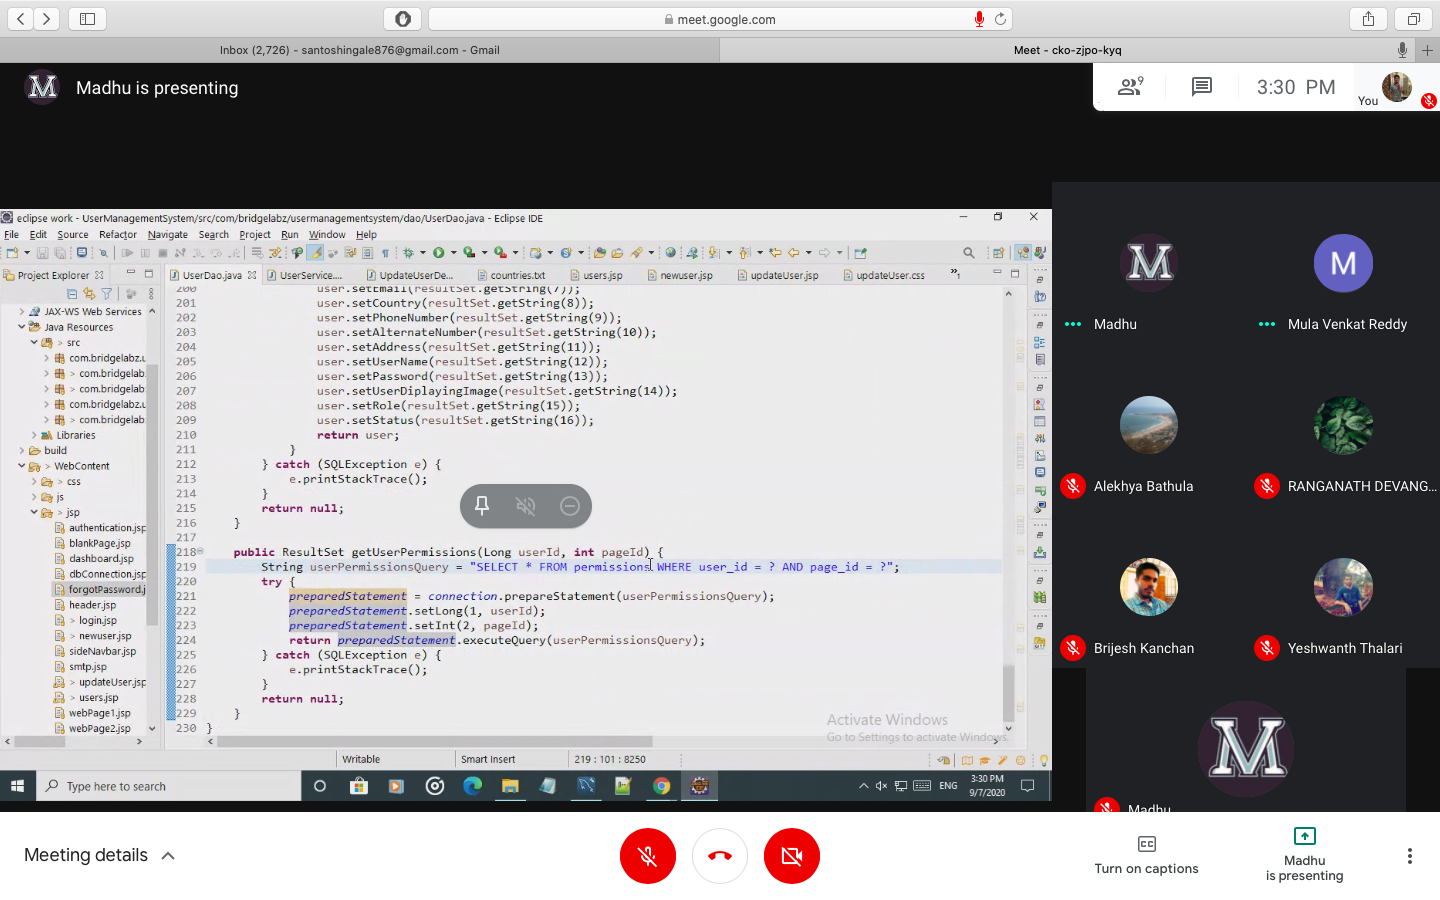 meet.google.com
Inbox (2,726) - santoshingale876@gmail.com - Gmail
Meet - cko-zjpo-kyq
M
Madhu is presenting
9
3:30 PM
You
eclipse work - UserManagementSystem/src/com/bridgelabz/usermanagementsystem/dao/UserDao.java - Eclipse IDE
File Edit Source Refactor Navigate Search Project Run Window Help
Project Explorer
UserDao.java
UserService....
UpdateUserDe...
countries.txt
users.jsp
newuser.jsp
updateUser.jsp
updateUser.css
»1
JAX-WS Web Services
Java Resources
> src
com.bridgelabz.u
> com.bridgelab
> com.bridgelab
com.bridgelabz.u
> com.bridgelab
Libraries
build
> WebContent
> css
> js
> jsp
authentication.jsp
blankPage.jsp
dashboard.jsp
dbConnection.jsp
forgotPassword.j
header.jsp
> login.jsp
> newuser.jsp
sideNavbar.jsp
smtp.jsp
> updateUser.jsp
> users.jsp
webPage1.jsp
webPage2.jsp
200 user.setEmail(resultSet.getString(7));
201 user.setCountry(resultSet.getString(8));
202 user.setPhoneNumber(resultSet.getString(9));
203 user.setAlternateNumber(resultSet.getString(10));
204 user.setAddress(resultSet.getString(11));
205 user.setUserName(resultSet.getString(12));
206 user.setPassword(resultSet.getString(13));
207 user.setUserDiplayingImage(resultSet.getString(14));
208 user.setRole(resultSet.getString(15));
209 user.setStatus(resultSet.getString(16));
210 return user;
211 }
212 } catch (SQLException e) {
213 e.printStackTrace();
214 }
215 return null;
216 }
217
218 public ResultSet getUserPermissions(Long userId, int pageId) {
219 String userPermissionsQuery = "SELECT * FROM permissions WHERE user_id = ? AND page_id = ?";
220 try {
221 preparedStatement = connection.prepareStatement(userPermissionsQuery);
222 preparedStatement.setLong(1, userId);
223 preparedStatement.setInt(2, pageId);
224 return preparedStatement.executeQuery(userPermissionsQuery);
225 } catch (SQLException e) {
226 e.printStackTrace();
227 }
228 return null;
229 }
230 }
Activate Windows
Go to Settings to activate Windows.
Writable
Smart Insert
219 : 101 : 8250
Type here to search
ENG
3:30 PM
9/7/2020
M
Madhu
M
Mula Venkat Reddy
Alekhya Bathula
RANGANATH DEVANG...
Brijesh Kanchan
Yeshwanth Thalari
M
Madhu
Meeting details
CC
Turn on captions
Madhu
is presenting